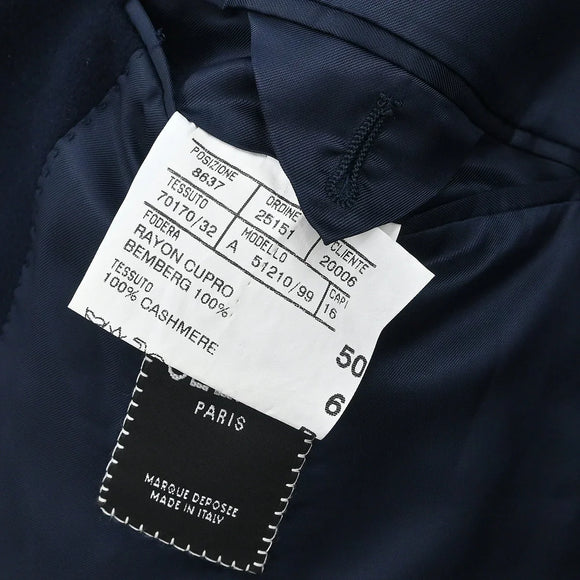 POSIZIONE
8637
ORDINE
25151
CLIENTE
20006
TESSUTO
70170/32
A
MODELLO
51210/99
CAPI
16
FODERA
RAYON CUPRO
BEMBERG 100%
TESSUTO
100% CASHMERE
50
6
PARIS
MARQUE DEPOSEE
MADE IN ITALY